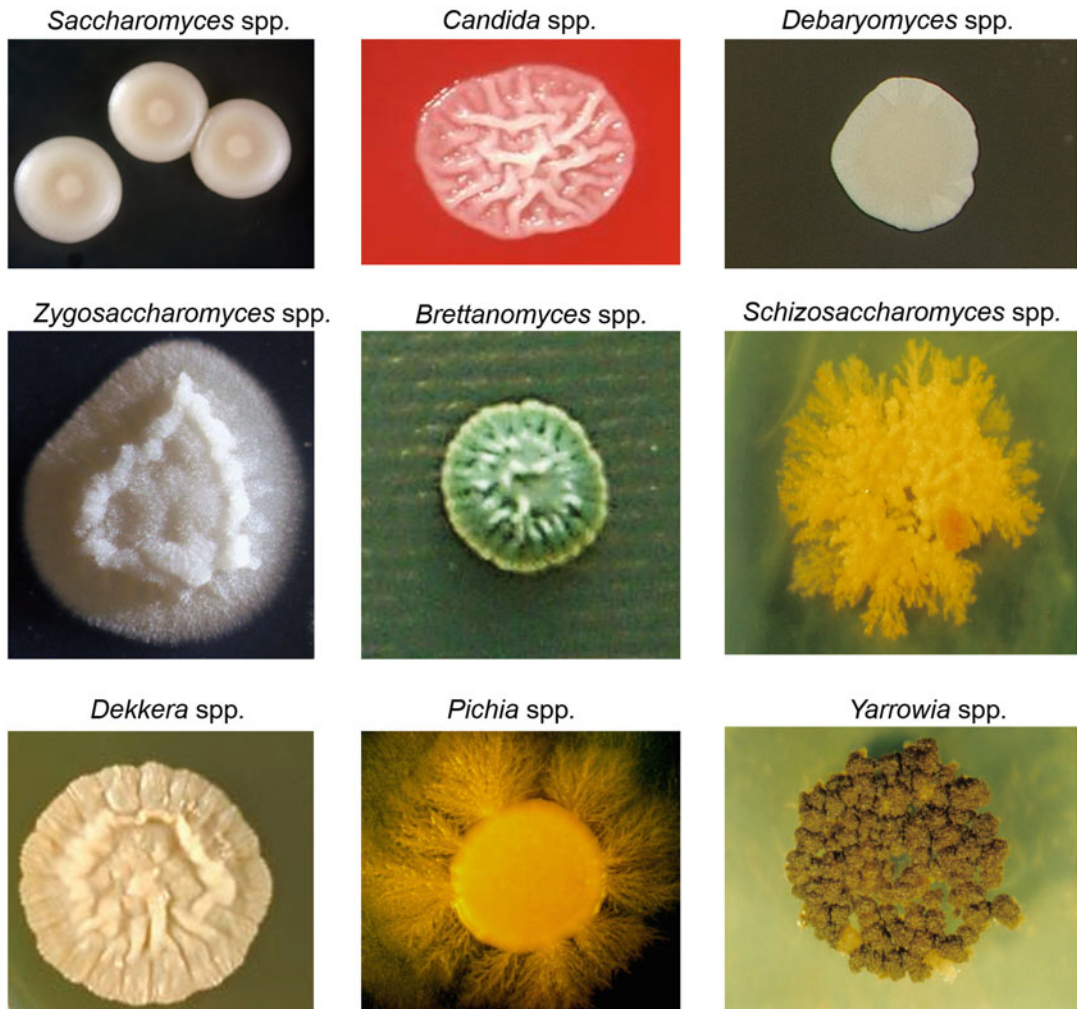 Saccharomyces spp.
Candida spp.
Debaryomyces spp.
Zygosaccharomyces spp.
Brettanomyces spp.
Schizosaccharomyces spp.
Dekkera spp.
Pichia spp.
Yarrowia spp.